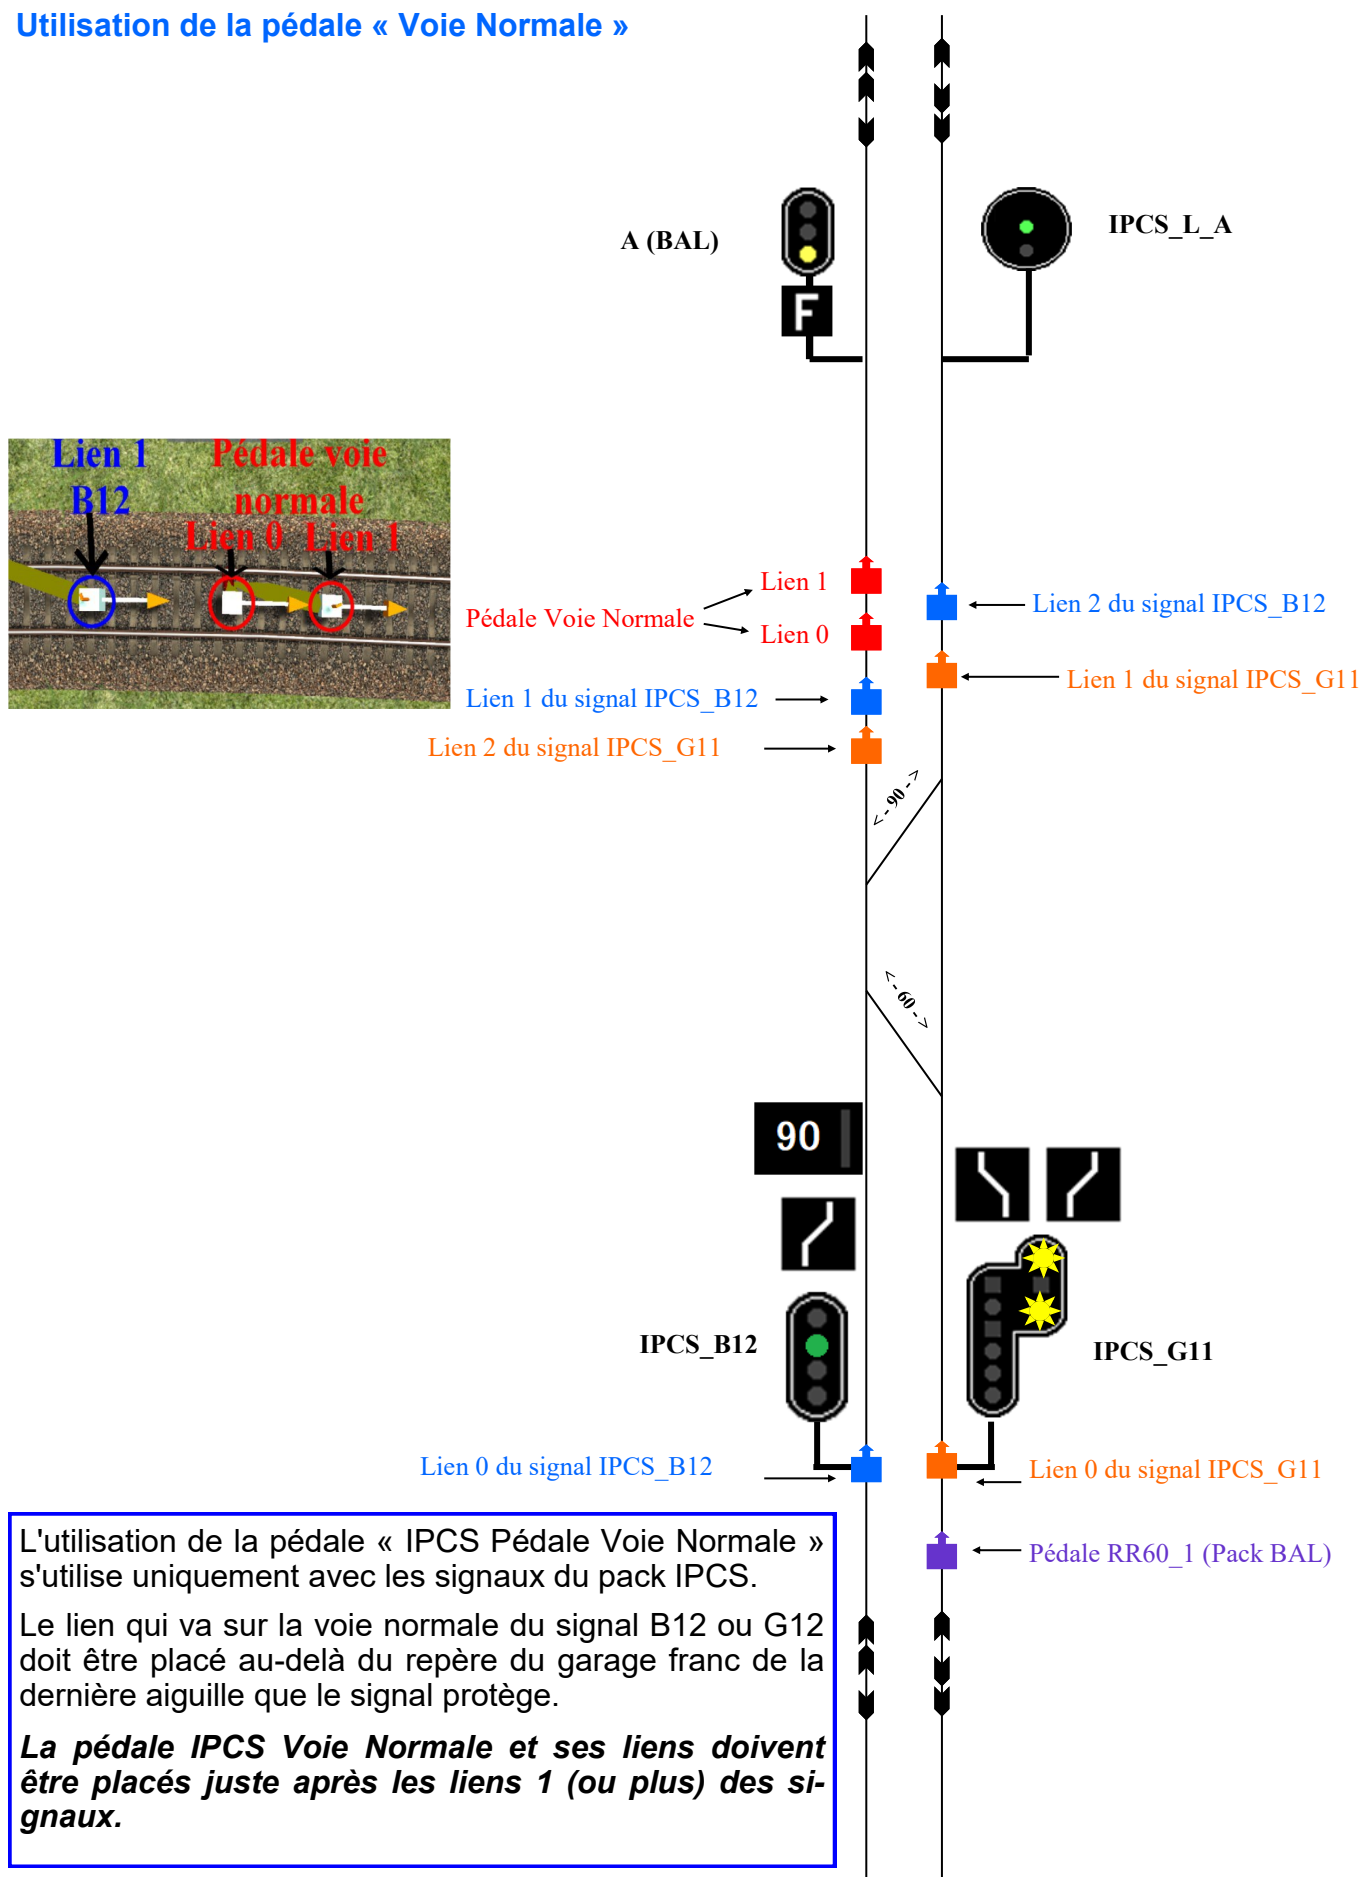 Utilisation de la pédale « Voie Normale »
A (BAL)
F
IPCS_L_A
Lien 1
B12
Pédale voie
normale
Lien 0 Lien 1
Pédale Voie Normale
Lien 1
Lien 0
Lien 2 du signal IPCS_B12
Lien 1 du signal IPCS_G11
Lien 1 du signal IPCS_B12
Lien 2 du signal IPCS_G11
<- 90 ->
<- 60 ->
90
IPCS_B12
IPCS_G11
Lien 0 du signal IPCS_B12
Lien 0 du signal IPCS_G11
Pédale RR60_1 (Pack BAL)
L'utilisation de la pédale « IPCS Pédale Voie Normale »
s'utilise uniquement avec les signaux du pack IPCS.
Le lien qui va sur la voie normale du signal B12 ou G12
doit être placé au-delà du repère du garage franc de la
dernière aiguille que le signal protège.
La pédale IPCS Voie Normale et ses liens doivent
être placés juste après les liens 1 (ou plus) des si-
gnaux.